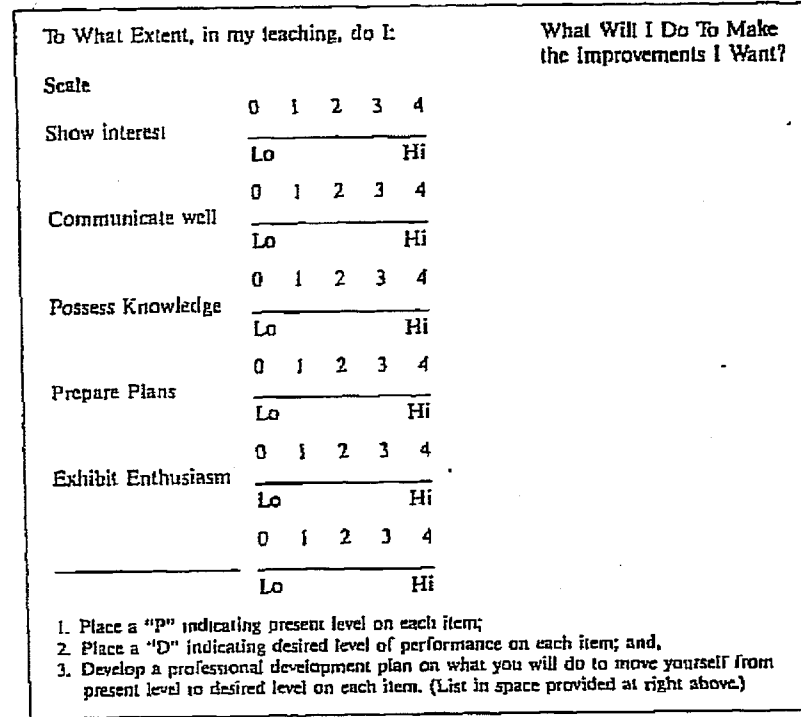 To What Extent, in my teaching, do I:
What Will I Do To Make
the Improvements I Want?
Scale
0 1 2 3 4
Show interest
Lo Hi
0 1 2 3 4
Communicate well
Lo Hi
0 1 2 3 4
Possess Knowledge
Lo Hi
0 1 2 3 4
Prepare Plans
Lo Hi
0 1 2 3 4
Exhibit Enthusiasm
Lo Hi
0 1 2 3 4
Lo Hi
1. Place a "P" indicating present level on each item;
2. Place a "D" indicating desired level of performance on each item; and,
3. Develop a professional development plan on what you will do to move yourself from
present level to desired level on each item. (List in space provided at right above.)